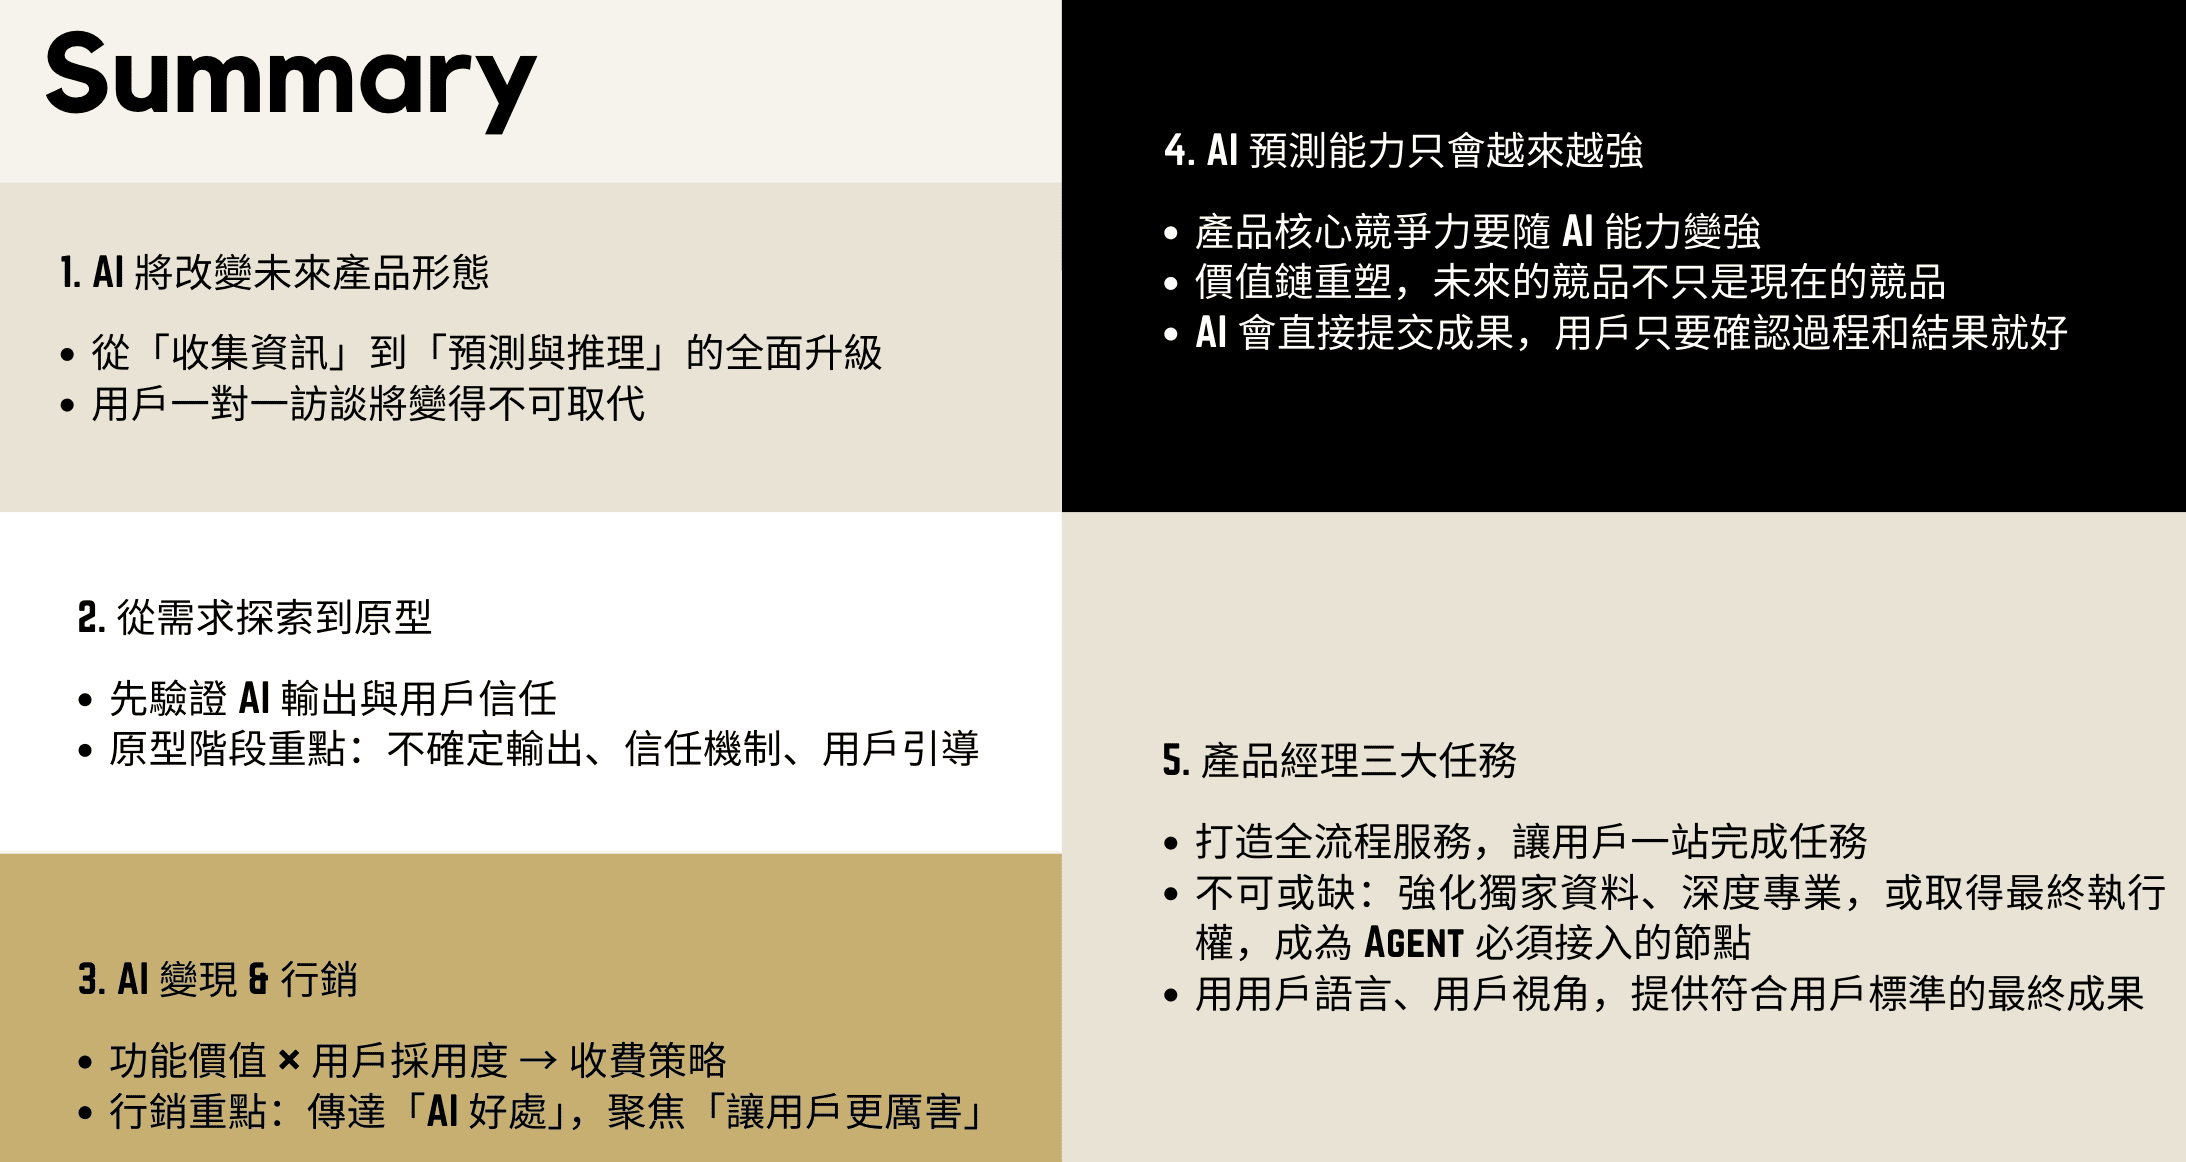 Summary
1. AI 將改變未來產品形態
• 從「收集資訊」到「預測與推理」的全面升級
• 用戶一對一訪談將變得不可取代
2. 從需求探索到原型
• 先驗證 AI 輸出與用戶信任
• 原型階段重點：不確定輸出、信任機制、用戶引導
3. AI 變現 & 行銷
• 功能價值 × 用戶採用度 → 收費策略
• 行銷重點：傳達「AI 好處」，聚焦「讓用戶更厲害」
4. AI 預測能力只會越來越強
• 產品核心競爭力要隨 AI 能力變強
• 價值鏈重塑，未來的競品不只是現在的競品
• AI 會直接提交成果，用戶只要確認過程和結果就好
5. 產品經理三大任務
• 打造全流程服務，讓用戶一站完成任務
• 不可或缺：強化獨家資料、深度專業，或取得最終執行
權，成為 AGENT 必須接入的節點
• 用用戶語言、用戶視角，提供符合用戶標準的最終成果